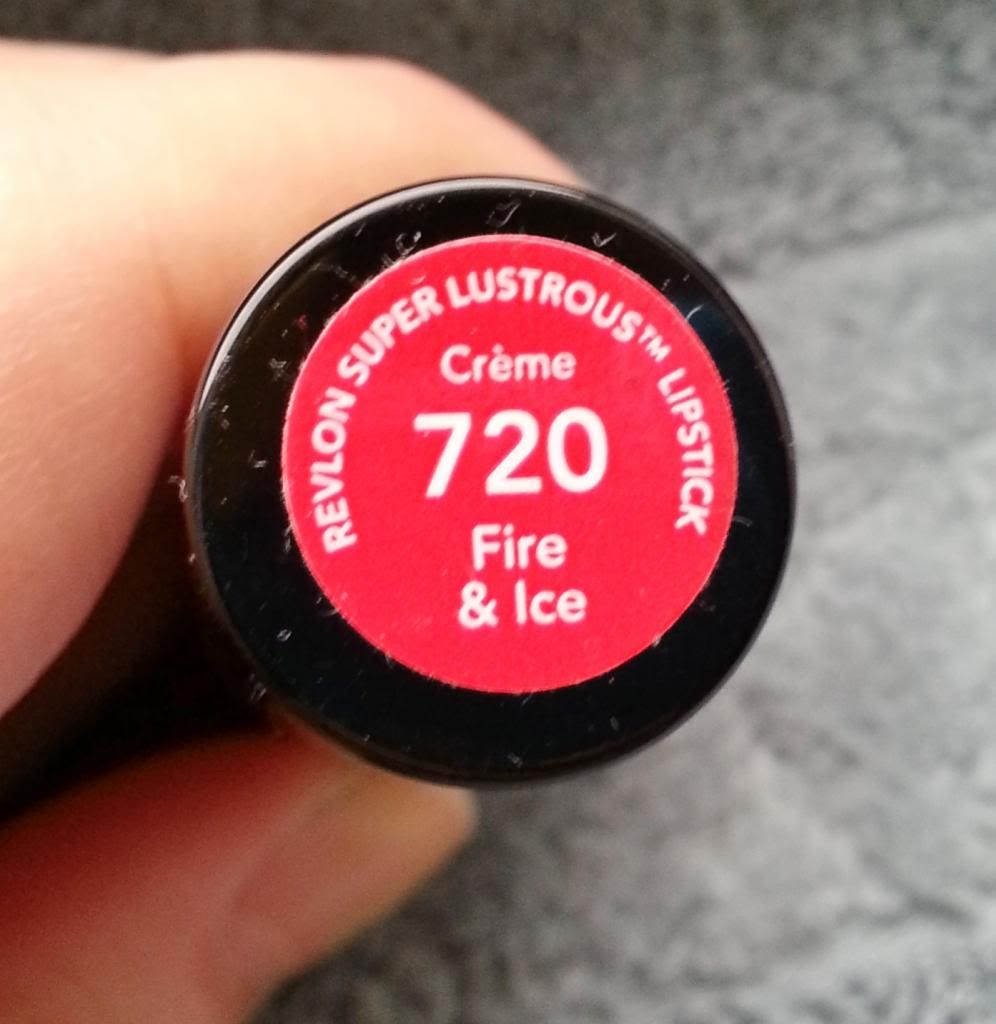 REVLON SUPER LUSTROUS™ LIPSTICK
Crème
720
Fire
& Ice